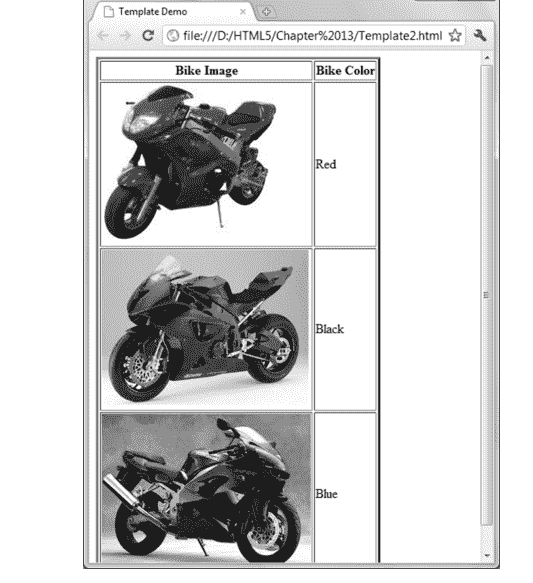 Template Demo
file:///D:/HTML5/Chapter%2013/Template2.html
Bike Image Bike Color
Red
Black
Blue